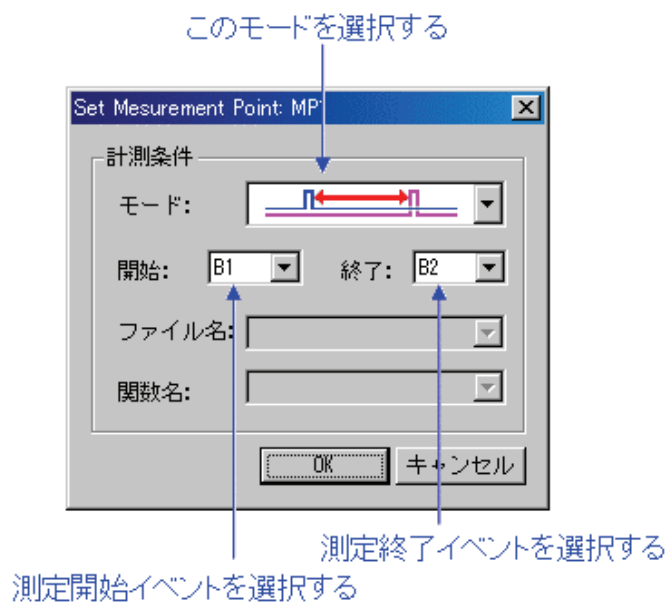 このモードを選択する
Set Mesurement Point: MP1
計測条件
モード:
開始: B1 終了: B2
ファイル名:
関数名:
OK キャンセル
測定終了イベントを選択する
測定開始イベントを選択する